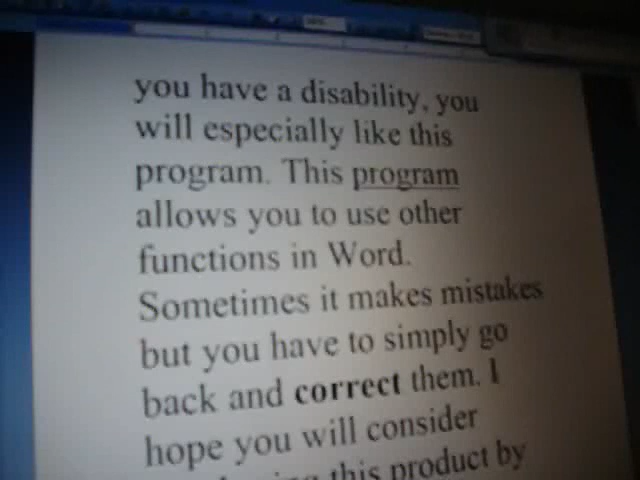 you have a disability, you
will especially like this
program. This program
allows you to use other
functions in Word.
Sometimes it makes mistakes
but you have to simply go
back and correct them. I
hope you will consider
this product by